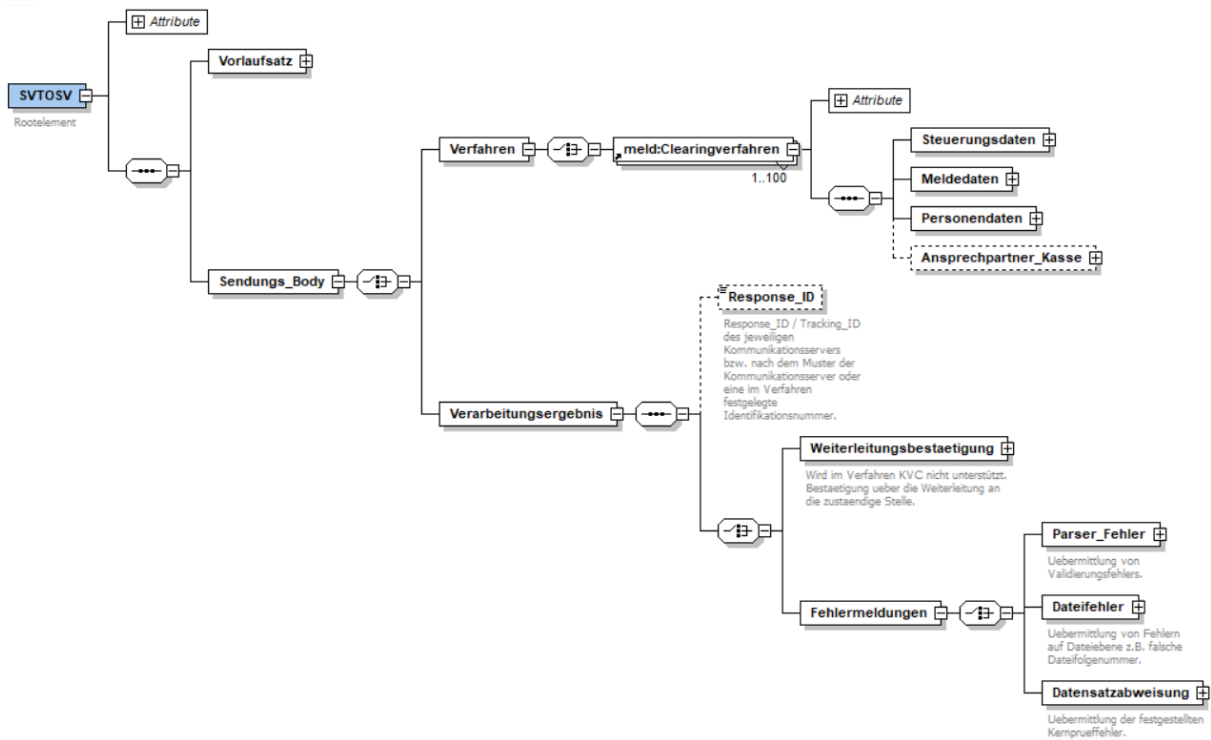 Attribute
Vorlaufsatz
SVTOSV
Rootelement
Attribute
Verfahren
meld:Clearingverfahren
1..100
Steuerungsdaten
Meldedaten
Personendaten
Ansprechpartner_Kasse
Sendungs_Body
Response_ID
Response_ID / Tracking_ID
des jeweiligen
Kommunikationsservers
bzw. nach dem Muster der
Kommunikationsserver oder
eine im Verfahren
festgelegte
Identifikationsnummer.
Verarbeitungsergebnis
Weiterleitungsbestaetigung
Wird im Verfahren KVC nicht unterstützt.
Bestaetigung ueber die Weiterleitung an
die zustaendige Stelle.
Parser_Fehler
Uebermittlung von
Validierungsfehlers.
Fehlermeldungen
Dateifehler
Uebermittlung von Fehlern
auf Dateiebene z.B. falsche
Dateifolgenummer.
Datensatzabweisung
Uebermittlung der festgestellten
Kernprueffehler.